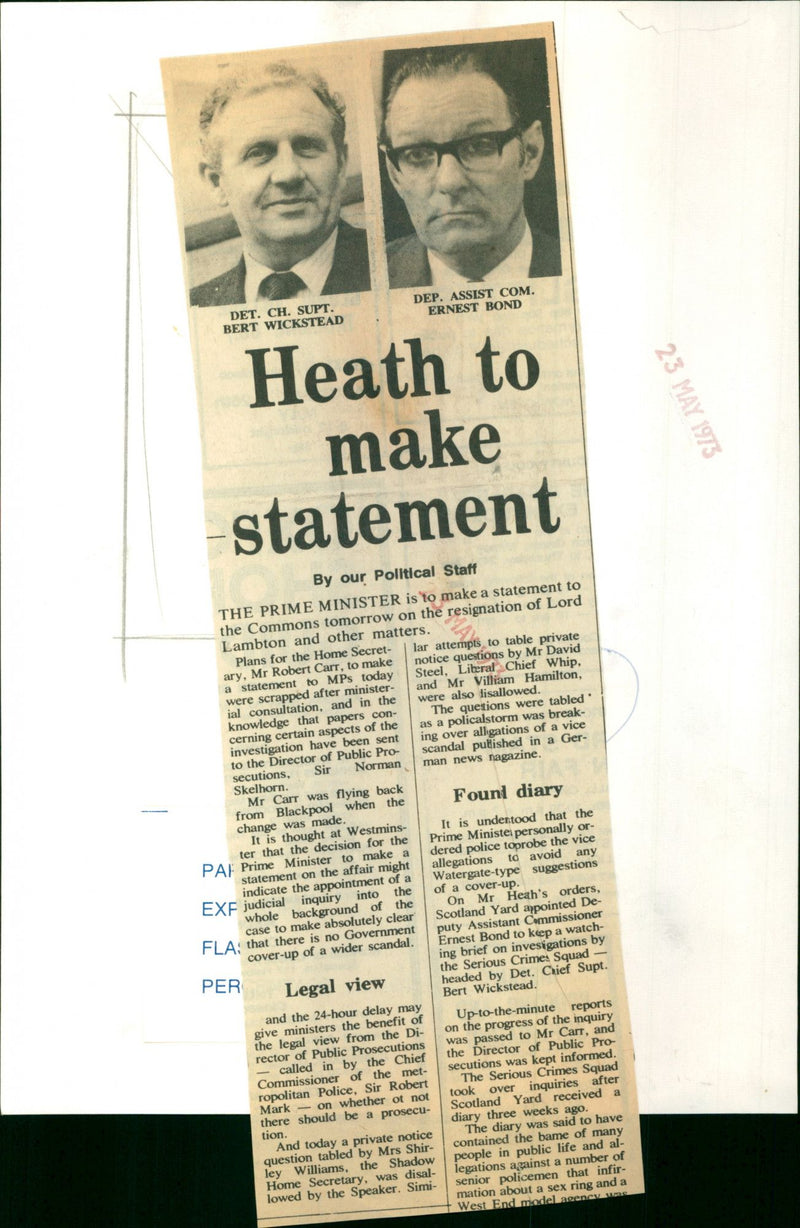 DET. CH. SUPT.
BERT WICKSTEAD
DEP. ASSIST COM.
ERNEST BOND
Heath to
make
statement
By our Political Staff
THE PRIME MINISTER is to make a statement to
the Commons tomorrow on the resignation of Lord
Lambton and other matters.
Plans for the Home Secret-
ary, Mr Robert Carr, to make
a statement to MPs today
were scrapped after minister-
ial consultation, and in the
knowledge that papers con-
cerning certain aspects of the
investigation have been sent
to the Director of Public Pro-
secutions, Sir Norman
Skelhorn.
Mr Carr was flying back
from Blackpool when the
change was made.
It is thought at Westmins-
ter that the decision for the
Prime Minister to make a
statement on the affair might
indicate the appointment of a
judicial inquiry into the
whole background of the
case to make absolutely clear
that there is no Government
cover-up of a wider scandal.
Legal view
and the 24-hour delay may
give ministers the benefit of
the legal view from the Di-
rector of Public Prosecutions
— called in by the Chief
Commissioner of the met-
ropolitan Police, Sir Robert
Mark — on whether ot not
there should be a prosecu-
tion.
And today a private notice
question tabled by Mrs Shir-
ley Williams, the Shadow
Home Secretary, was disal-
lowed by the Speaker. Simi-
lar attempts to table private
notice questions by Mr David
Steel, Liberal Chief Whip,
and Mr William Hamilton,
were also disallowed.
The questions were tabled
as a political storm was break-
ing over allegations of a vice
scandal published in a Ger-
man news magazine.
Found diary
It is understood that the
Prime Minister personally or-
dered police to probe the vice
allegations to avoid any
Watergate-type suggestions
of a cover-up.
On Mr Heath's orders,
Scotland Yard appointed De-
puty Assistant Commissioner
Ernest Bond to keep a watch-
ing brief on investigations by
the Serious Crimes Squad —
headed by Det. Chief Supt.
Bert Wickstead.
Up-to-the-minute reports
on the progress of the inquiry
was passed to Mr Carr, and
the Director of Public Pro-
secutions was kept informed.
The Serious Crimes Squad
took over inquiries after
Scotland Yard received a
diary three weeks ago.
The diary was said to have
contained the bame of many
people in public life and al-
legations against a number of
senior policemen that infir-
mation about a sex ring and a
West End model agency was
23 MAY 1973
PA
EXP
FLA
PER